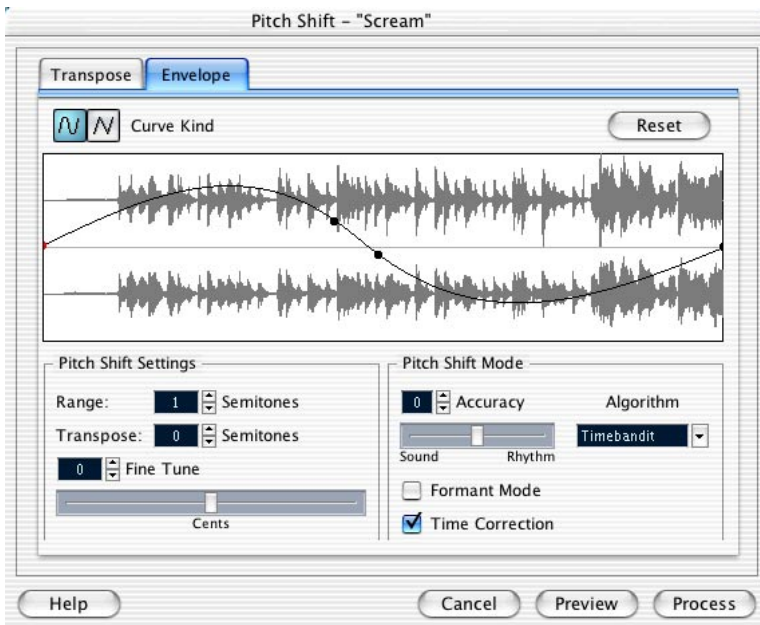 Pitch Shift – "Scream"
Transpose Envelope
Curve Kind Reset
Pitch Shift Settings
Range: 1 Semitones
Transpose: 0 Semitones
0 Fine Tune
Cents
Pitch Shift Mode
0 Accuracy Algorithm
Timebandit
Sound Rhythm
Formant Mode
Time Correction
Help Cancel Preview Process